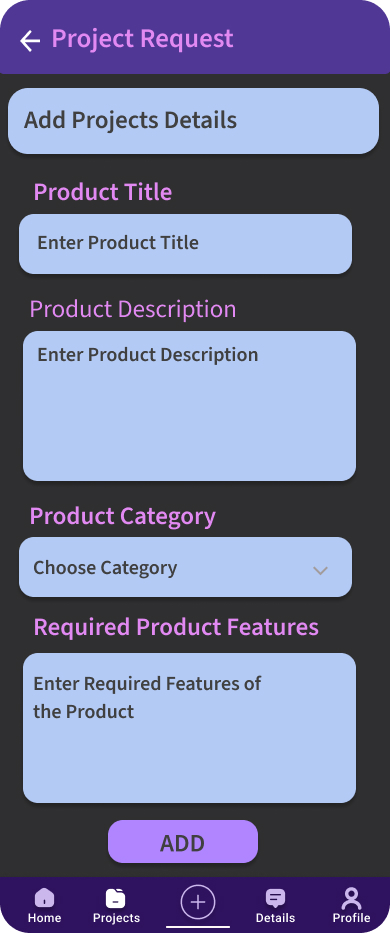 Project Request
Add Projects Details
Product Title
Enter Product Title
Product Description
Enter Product Description
Product Category
Choose Category
Required Product Features
Enter Required Features of
the Product
ADD
Home
Projects
Details
Profile